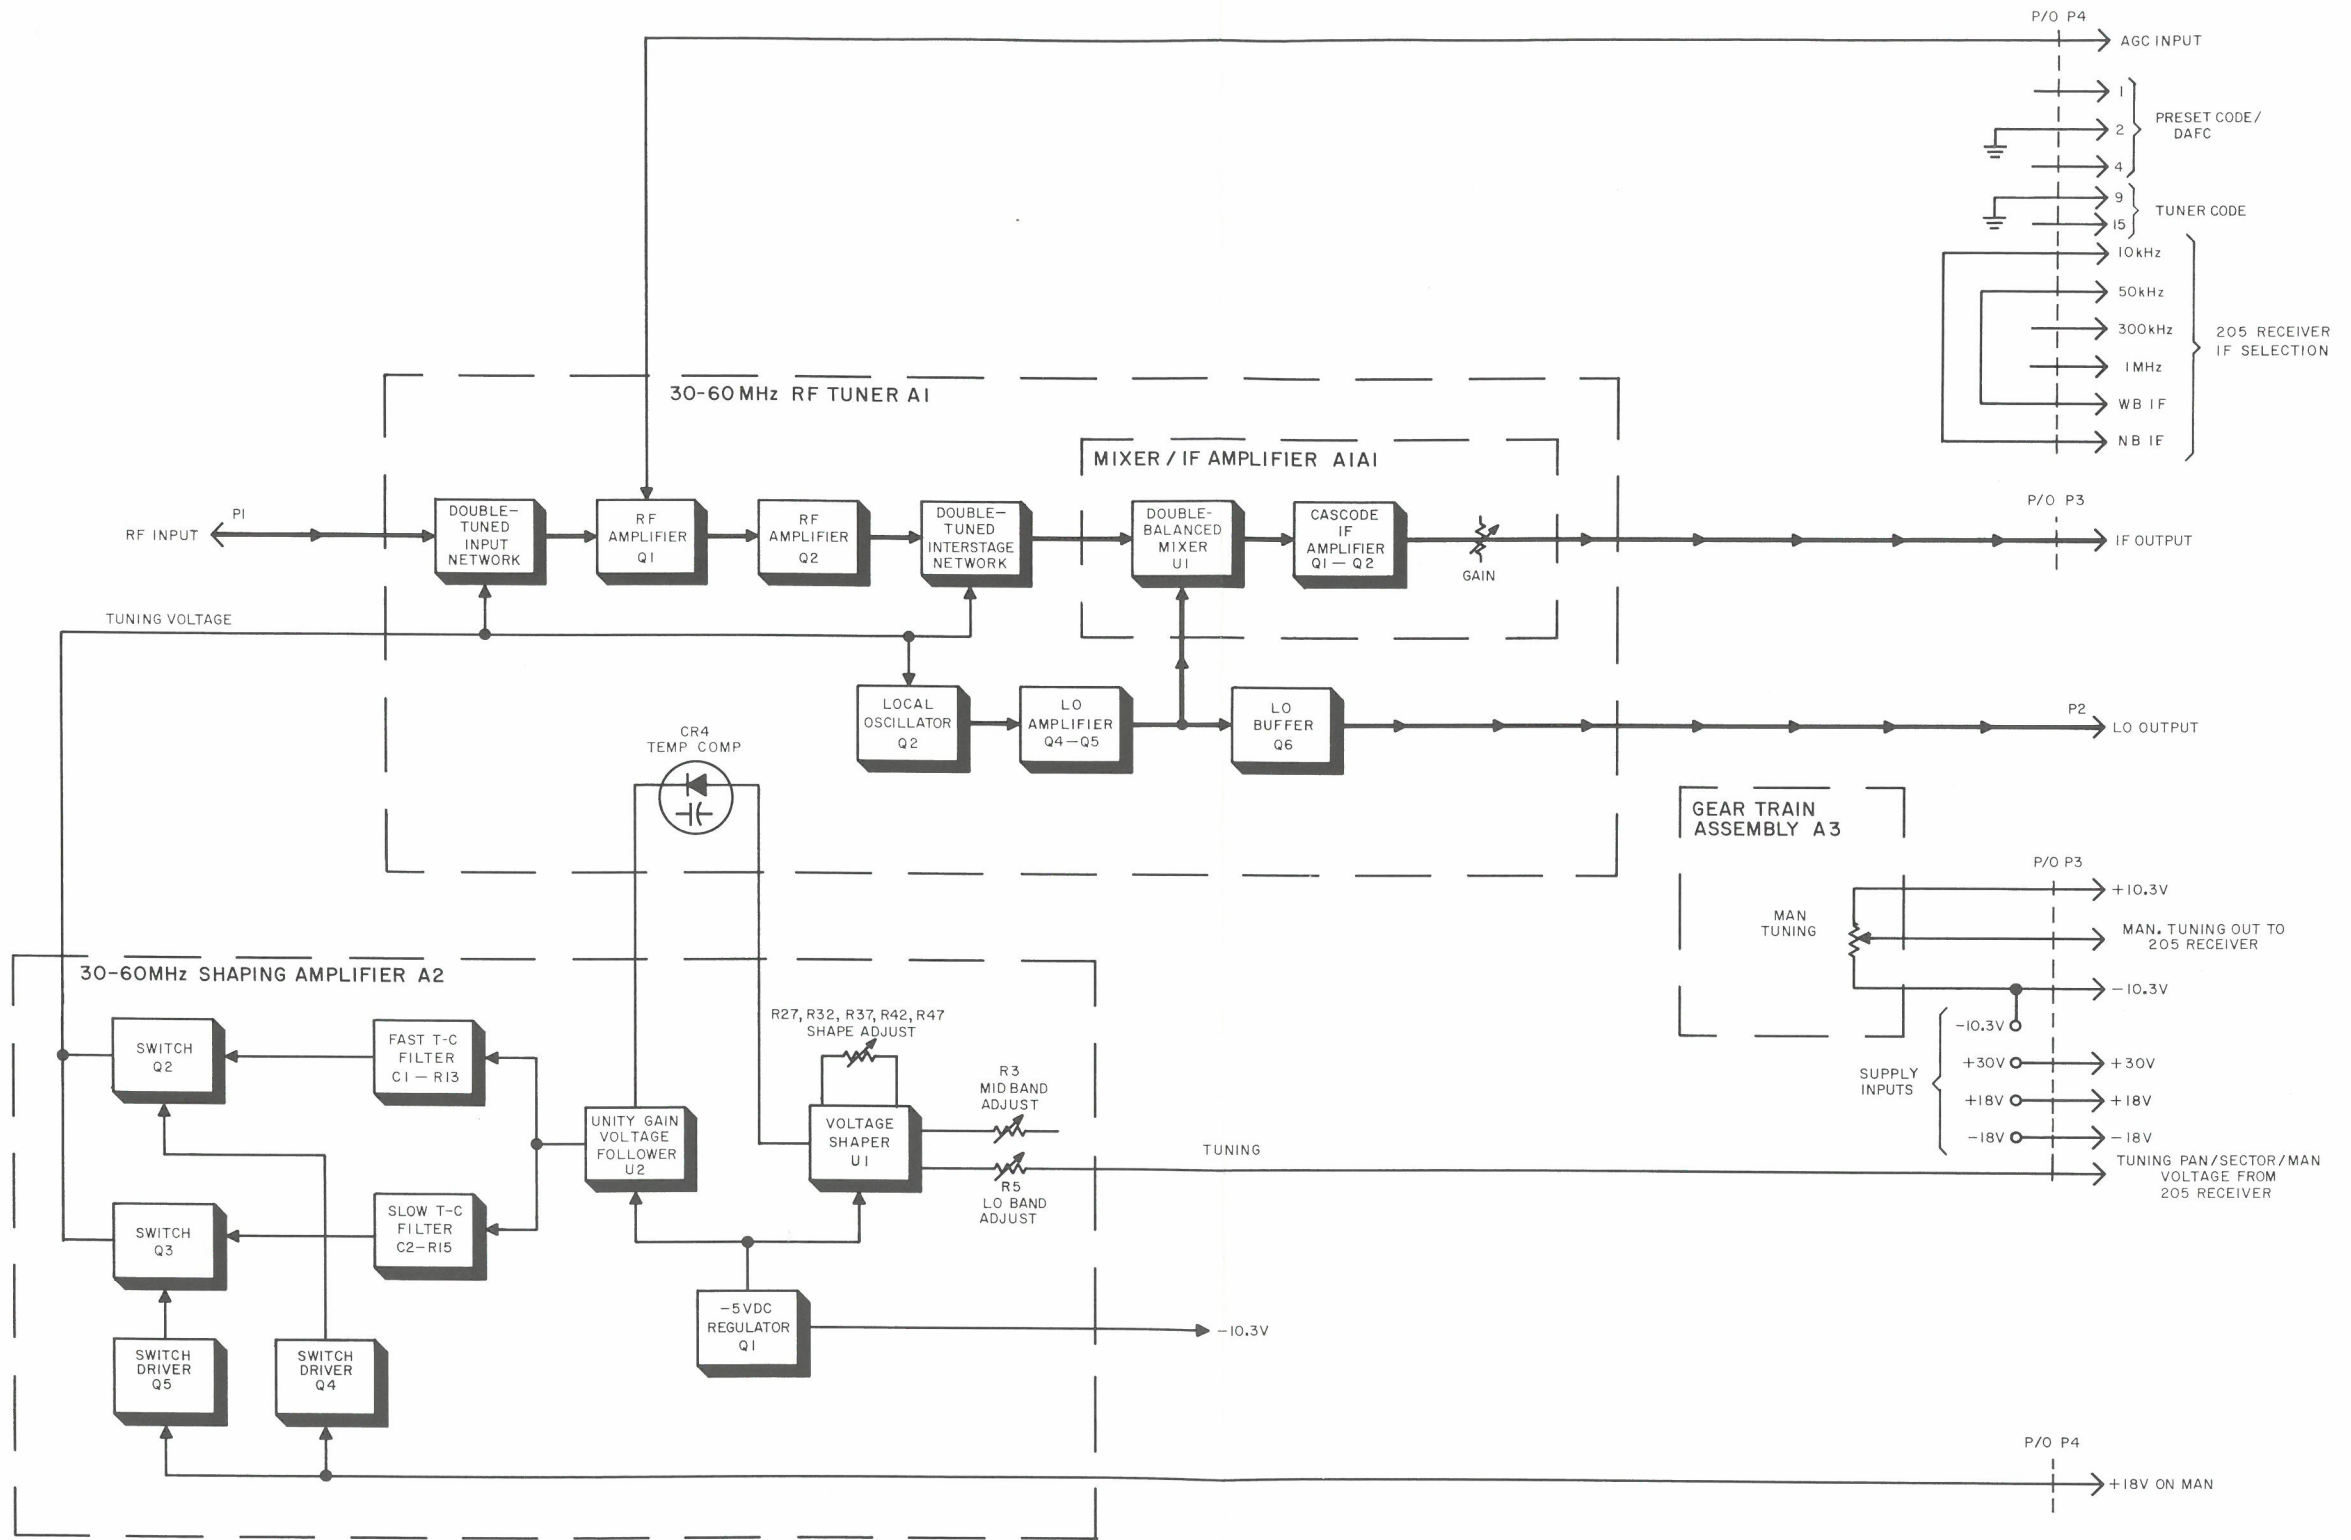 P/O P4
AGC INPUT
1
2
4
PRESET CODE/
DAFC
9
15
TUNER CODE
10kHz
50kHz
300kHz
1MHz
WB IF
NB IF
205 RECEIVER
IF SELECTION
30-60MHz RF TUNER A1
MIXER / IF AMPLIFIER A1A1
P1
RF INPUT
DOUBLE-
TUNED
INPUT
NETWORK
RF
AMPLIFIER
Q1
RF
AMPLIFIER
Q2
DOUBLE-
TUNED
INTERSTAGE
NETWORK
DOUBLE-
BALANCED
MIXER
U1
CASCODE
IF
AMPLIFIER
Q1-Q2
GAIN
P/O P3
IF OUTPUT
TUNING VOLTAGE
LOCAL
OSCILLATOR
Q2
LO
AMPLIFIER
Q4-Q5
LO
BUFFER
Q6
P2
LO OUTPUT
CR4
TEMP COMP
GEAR TRAIN
ASSEMBLY A3
MAN
TUNING
P/O P3
+10.3V
MAN. TUNING OUT TO
205 RECEIVER
-10.3V
SUPPLY
INPUTS
-10.3V
+30V
+30V
+18V
+18V
-18V
-18V
TUNING PAN/SECTOR/MAN
VOLTAGE FROM
205 RECEIVER
30-60MHz SHAPING AMPLIFIER A2
SWITCH
Q2
FAST T-C
FILTER
C1-R13
R27, R32, R37, R42, R47
SHAPE ADJUST
R3
MID BAND
ADJUST
UNITY GAIN
VOLTAGE
FOLLOWER
U2
VOLTAGE
SHAPER
U1
TUNING
R5
LO BAND
ADJUST
SWITCH
Q3
SLOW T-C
FILTER
C2-R15
-5VDC
REGULATOR
Q1
-10.3V
SWITCH
DRIVER
Q5
SWITCH
DRIVER
Q4
P/O P4
+18V ON MAN